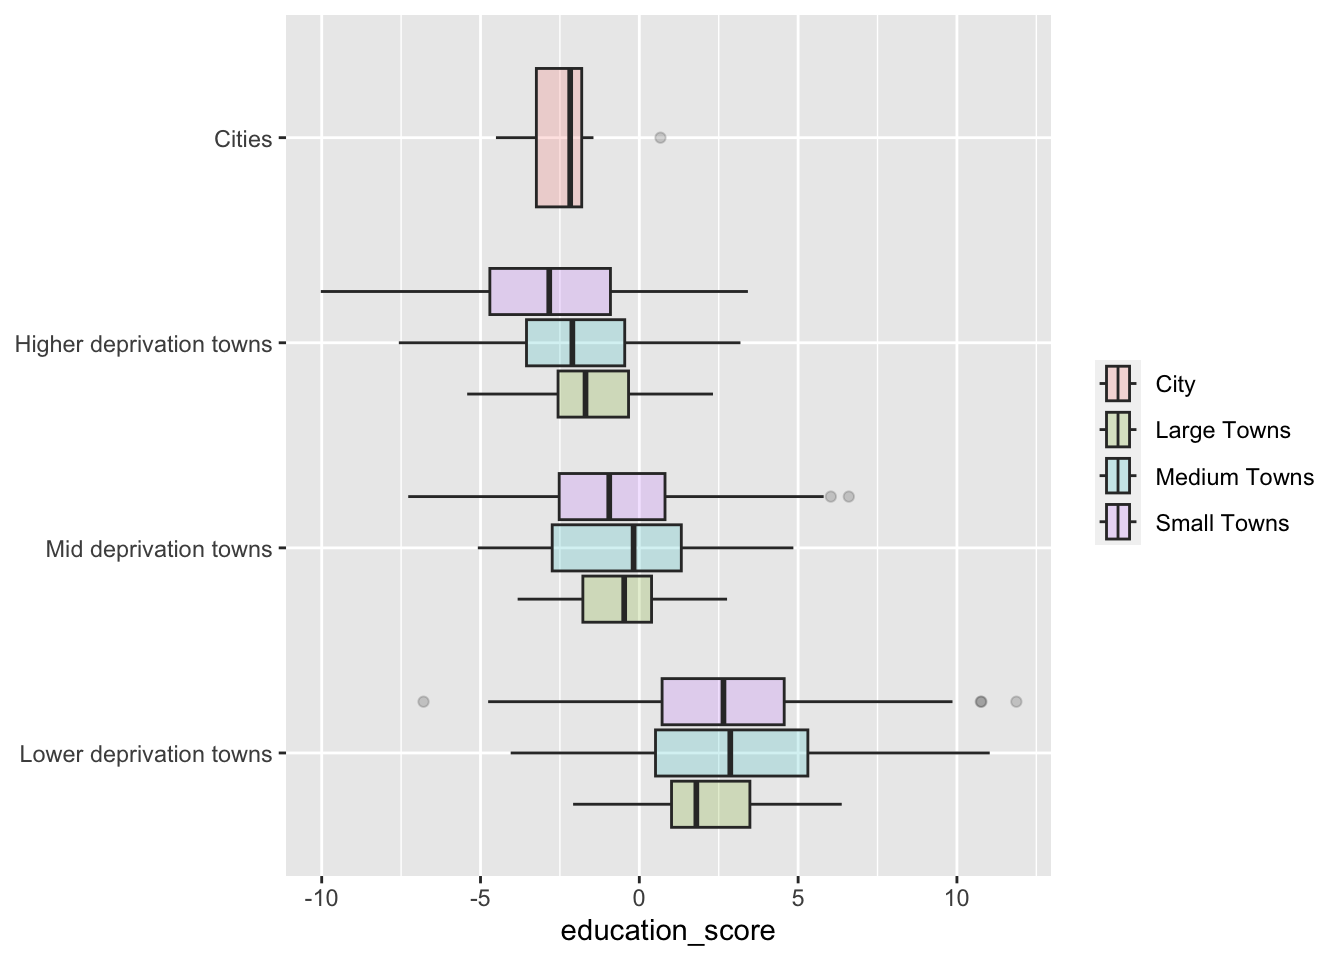 Cities
Higher deprivation towns
Mid deprivation towns
Lower deprivation towns
-10 -5 0 5 10
education_score
City
Large Towns
Medium Towns
Small Towns